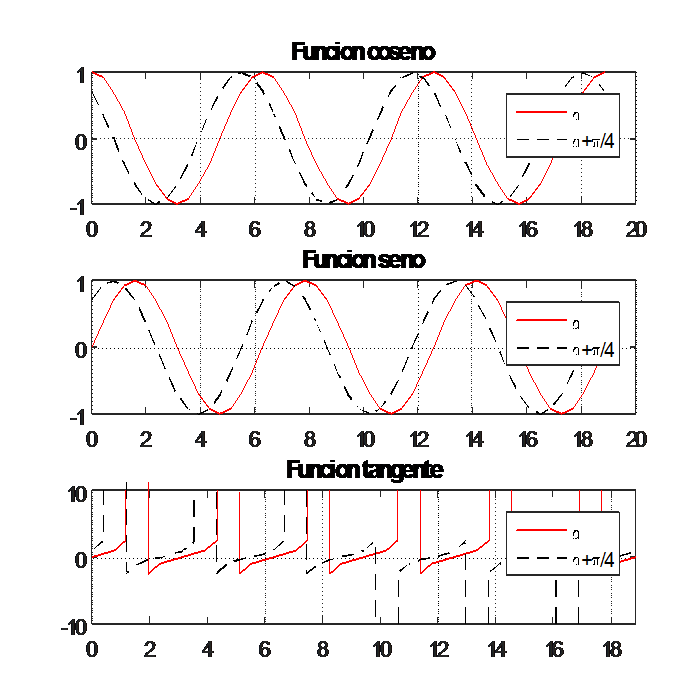 Funcion coseno
1
0
-1
0 2 4 6 8 10 12 14 16 18 20
a
a+π/4
Funcion seno
1
0
-1
0 2 4 6 8 10 12 14 16 18 20
a
a+π/4
Funcion tangente
10
0
-10
0 2 4 6 8 10 12 14 16 18
a
a+π/4